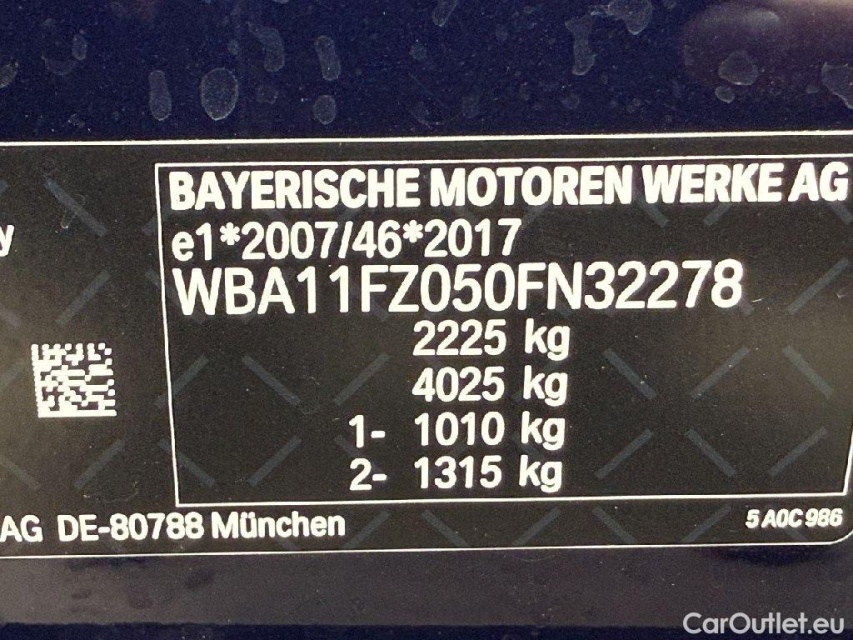 BAYERISCHE MOTOREN WERKE AG
y
e1*2007/46*2017
WBA11FZ050FN32278
2225 kg
4025 kg
1- 1010 kg
2- 1315 kg
AG DE-80788 München
5 A0C 986
CarOutlet.eu